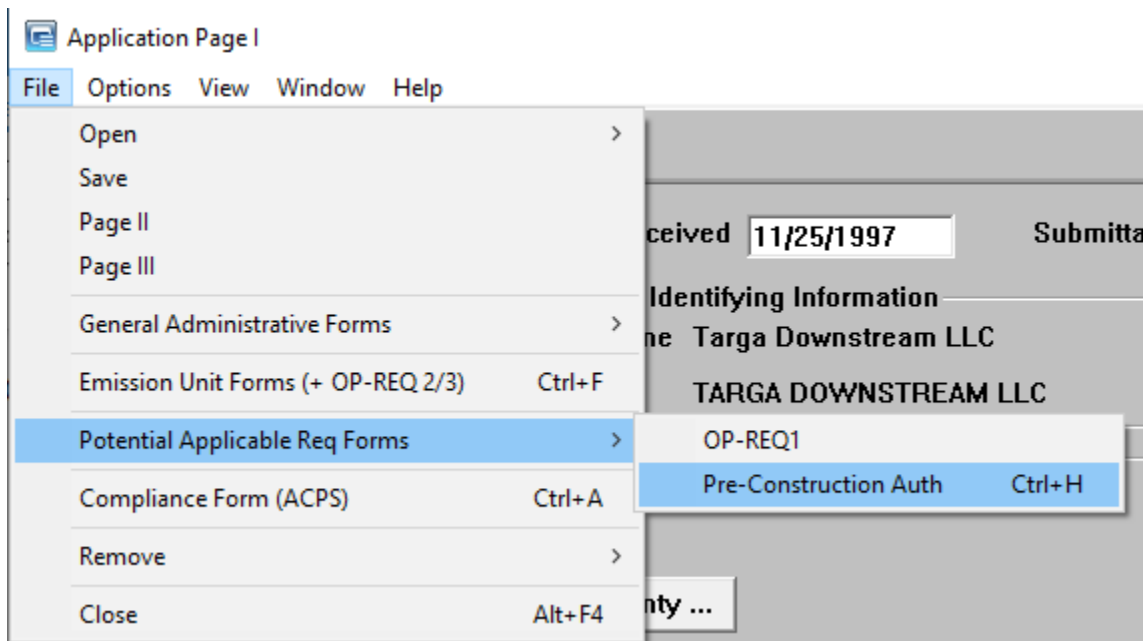 Application Page I
File Options View Window Help
Open
Save
Page II
Page III
General Administrative Forms
Emission Unit Forms (+ OP-REQ 2/3) Ctrl+F
Potential Applicable Req Forms
Compliance Form (ACPS) Ctrl+A
Remove
Close Alt+F4
OP-REQ1
Pre-Construction Auth Ctrl+H
ceived 11/25/1997 Submitta
Identifying Information
ne Targa Downstream LLC
TARGA DOWNSTREAM LLC
nty ...